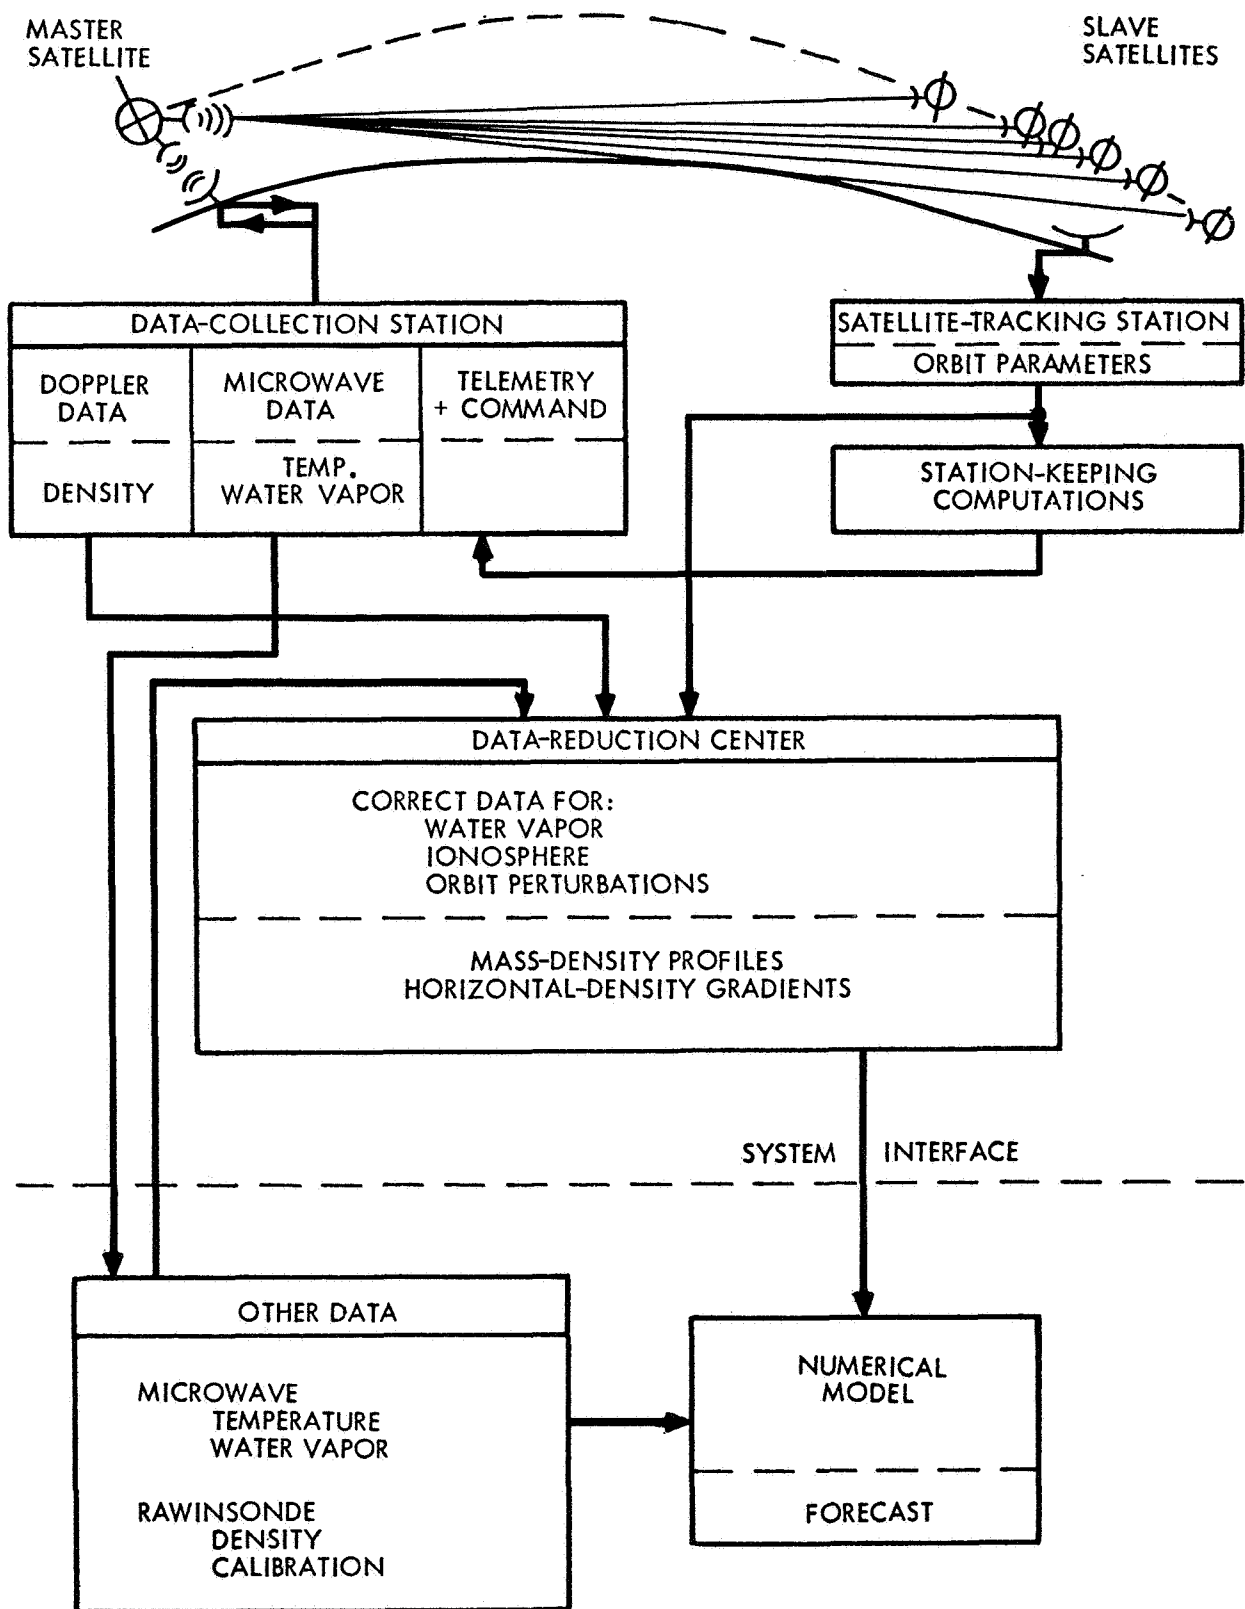 MASTER
SATELLITE
SLAVE
SATELLITES
DATA-COLLECTION STATION
DOPPLER
DATA
DENSITY
MICROWAVE
DATA
TEMP.
WATER VAPOR
TELEMETRY
+ COMMAND
SATELLITE-TRACKING STATION
ORBIT PARAMETERS
STATION-KEEPING
COMPUTATIONS
DATA-REDUCTION CENTER
CORRECT DATA FOR:
WATER VAPOR
IONOSPHERE
ORBIT PERTURBATIONS
MASS-DENSITY PROFILES
HORIZONTAL-DENSITY GRADIENTS
SYSTEM INTERFACE
OTHER DATA
MICROWAVE
TEMPERATURE
WATER VAPOR
RAWINSONDE
DENSITY
CALIBRATION
NUMERICAL
MODEL
FORECAST